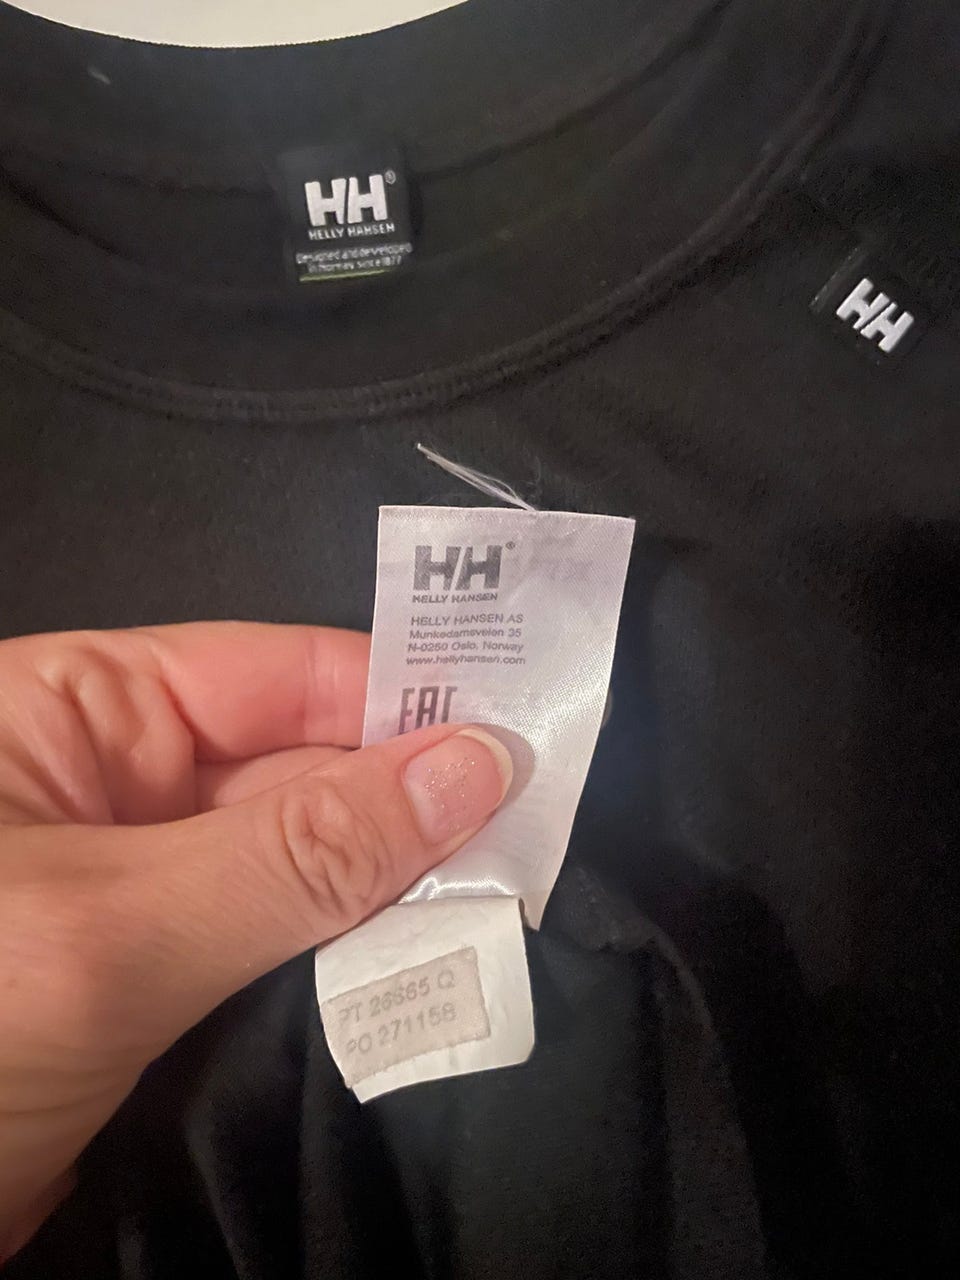 HH®
HELLY HANSEN
Designed and developed
in Norway since 1877
HH
HH®
HELLY HANSEN
HELLY HANSEN AS
Munkedamsveien 35
N-0250 Oslo, Norway
www.hellyhansen.com
EAC
PT 26665 Q
PO 271158